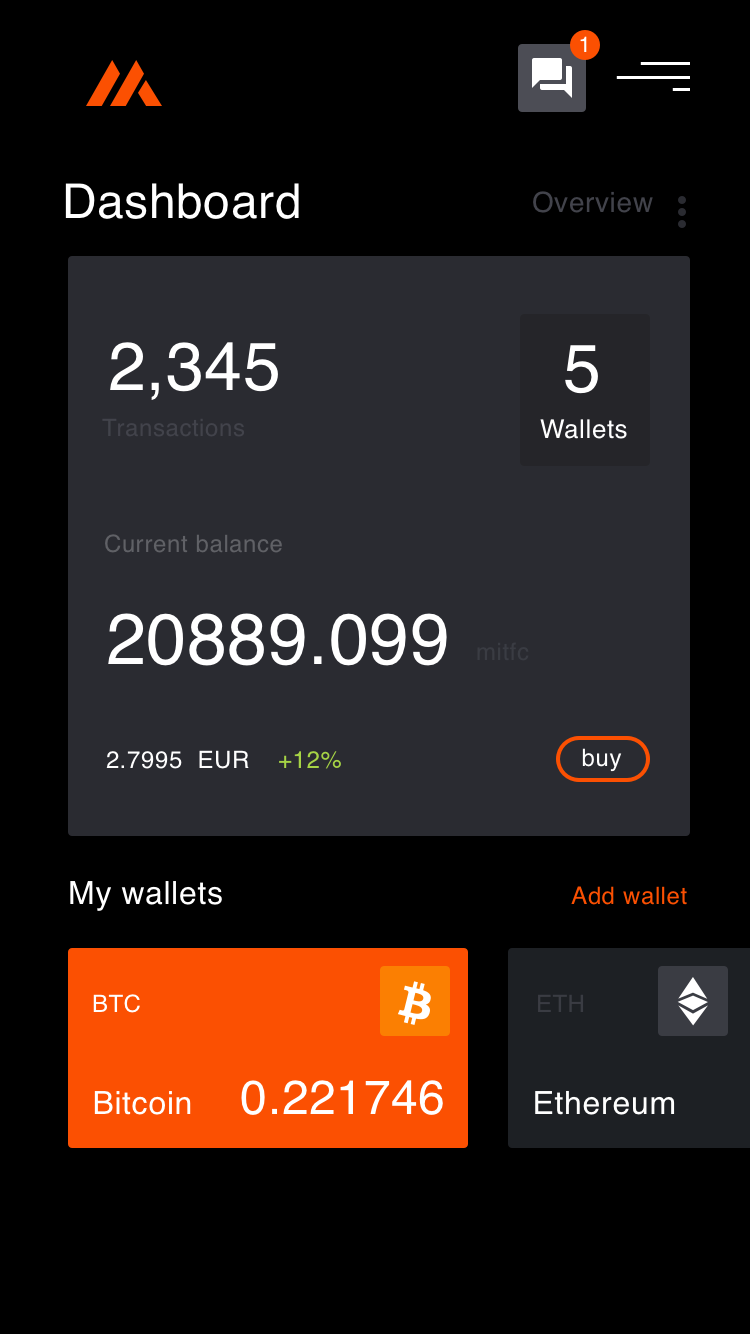 1
Dashboard
Overview
2,345
Transactions
5
Wallets
Current balance
20889.099 mitfc
2.7995 EUR +12%
buy
My wallets
Add wallet
BTC
Bitcoin 0.221746
ETH
Ethereum